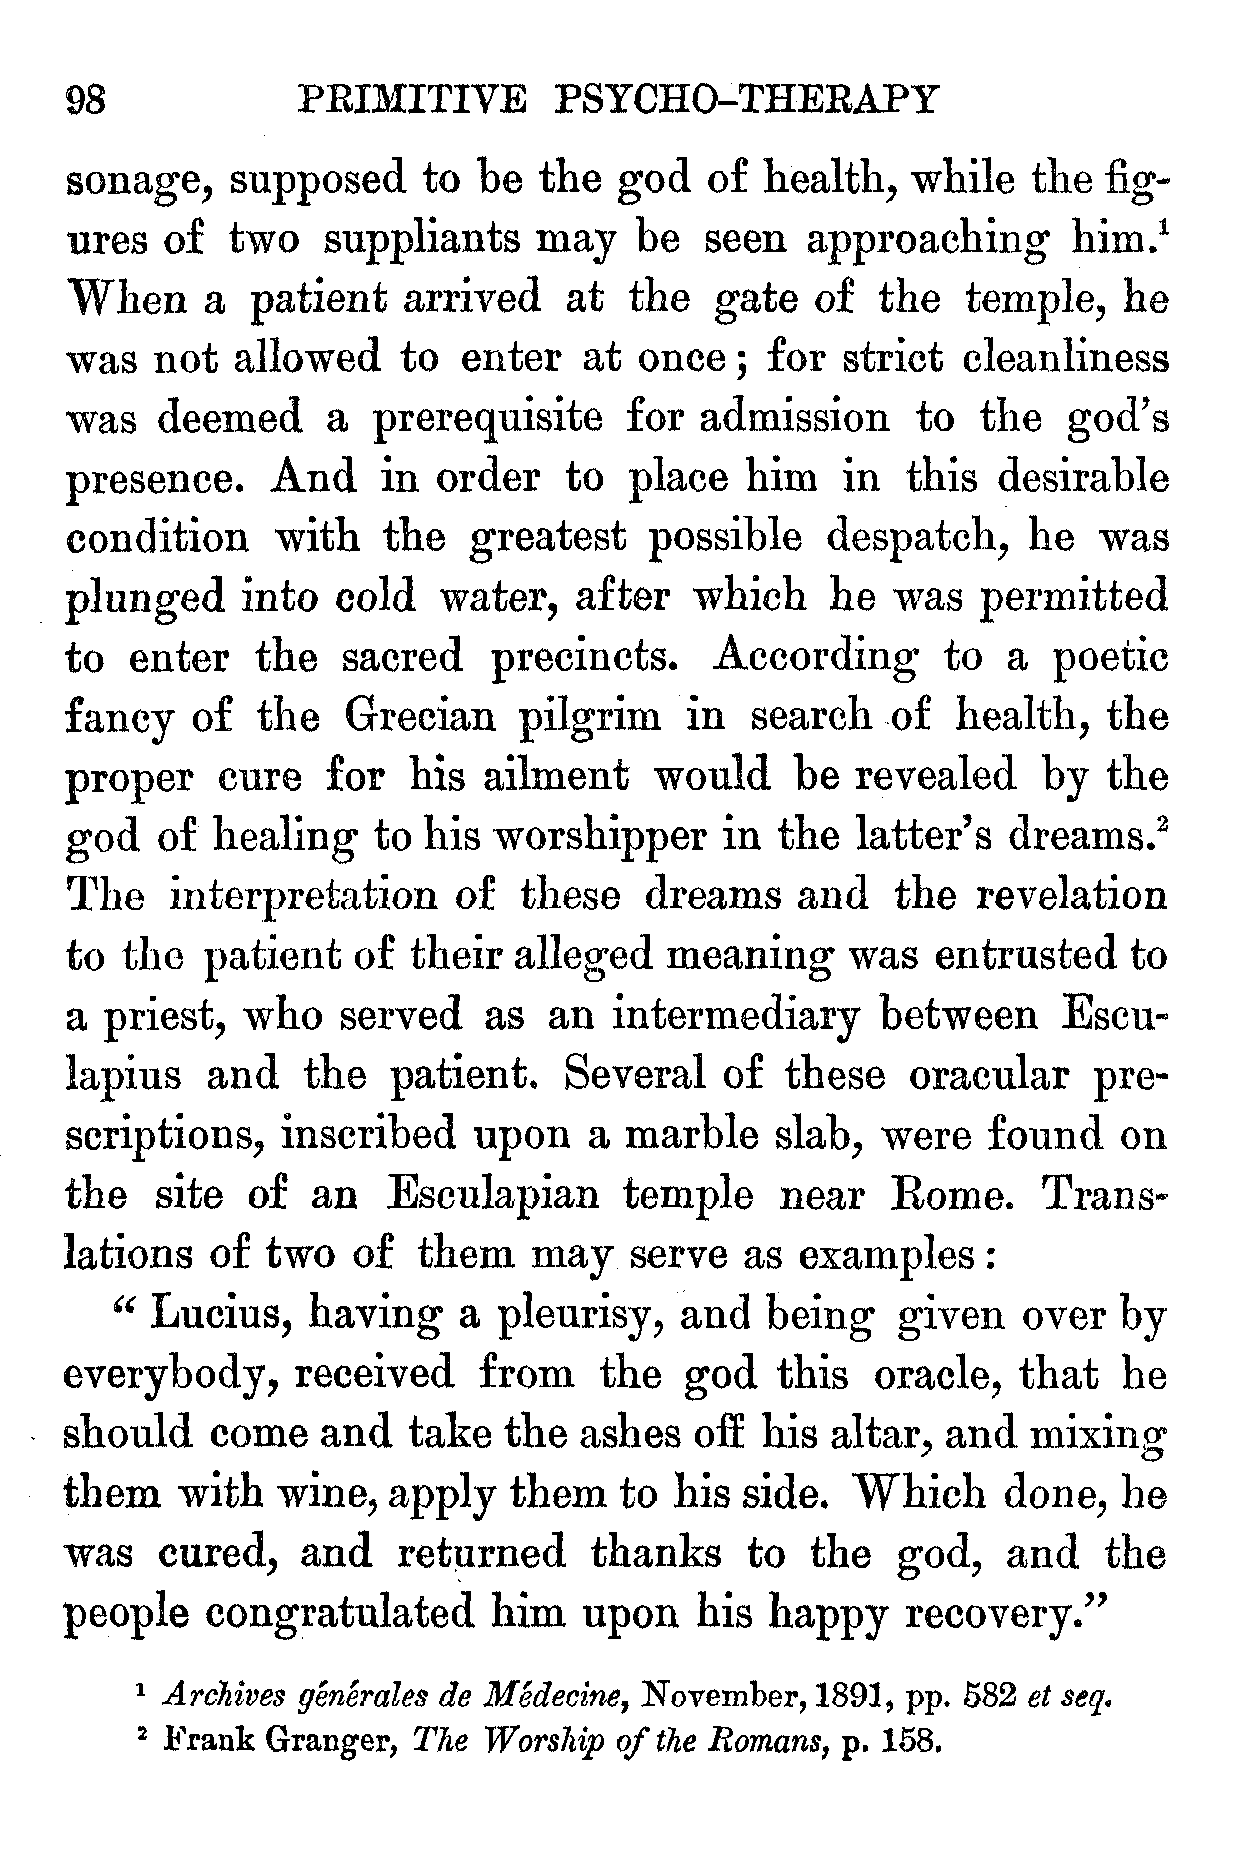 98 PRIMITIVE PSYCHO-THERAPY
sonage, supposed to be the god of health, while the fig-
ures of two suppliants may be seen approaching him.¹
When a patient arrived at the gate of the temple, he
was not allowed to enter at once; for strict cleanliness
was deemed a prerequisite for admission to the god's
presence. And in order to place him in this desirable
condition with the greatest possible despatch, he was
plunged into cold water, after which he was permitted
to enter the sacred precincts. According to a poetic
fancy of the Grecian pilgrim in search of health, the
proper cure for his ailment would be revealed by the
god of healing to his worshipper in the latter's dreams.²
The interpretation of these dreams and the revelation
to the patient of their alleged meaning was entrusted to
a priest, who served as an intermediary between Escu-
lapius and the patient. Several of these oracular pre-
scriptions, inscribed upon a marble slab, were found on
the site of an Esculapian temple near Rome. Trans-
lations of two of them may serve as examples:
"Lucius, having a pleurisy, and being given over by
everybody, received from the god this oracle, that he
should come and take the ashes off his altar, and mixing
them with wine, apply them to his side. Which done, he
was cured, and returned thanks to the god, and the
people congratulated him upon his happy recovery."
¹ Archives générales de Médecine, November, 1891, pp. 582 et seq.
² Frank Granger, The Worship of the Romans, p. 158.